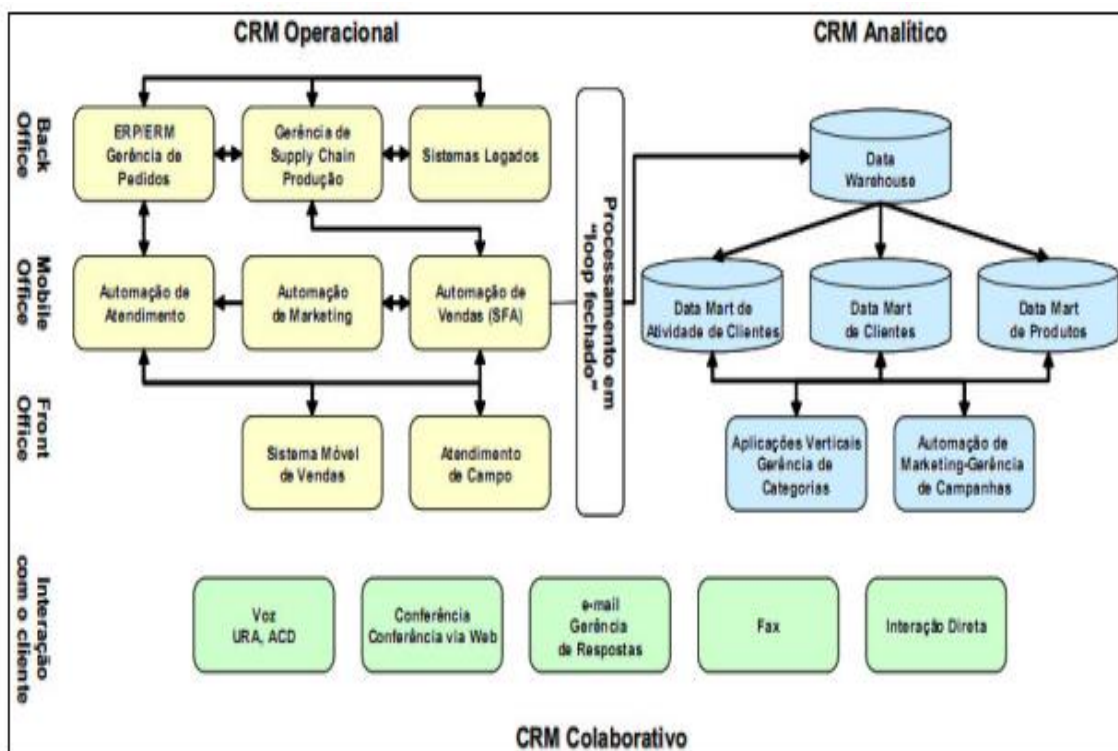 CRM Operacional
CRM Analítico
Back
Office
ERP/ERM
Gerência de
Pedidos
Gerência de
Supply Chain
Produção
Sistemas Legados
Data
Warehouse
Mobile
Office
Automação de
Atendimento
Automação
de Marketing
Automação de
Vendas (SFA)
Processamento em
"loop fechado"
Data Mart de
Atividade de Clientes
Data Mart
de Clientes
Data Mart
de Produtos
Front
Office
Sistema Móvel
de Vendas
Atendimento
de Campo
Aplicações Verticais
Gerência de
Categorias
Automação de
Marketing-Gerência
de Campanhas
Interação
com o cliente
Voz
URA, ACD
Conferência
Conferência via Web
e-mail
Gerência
de Respostas
Fax
Interação Direta
CRM Colaborativo